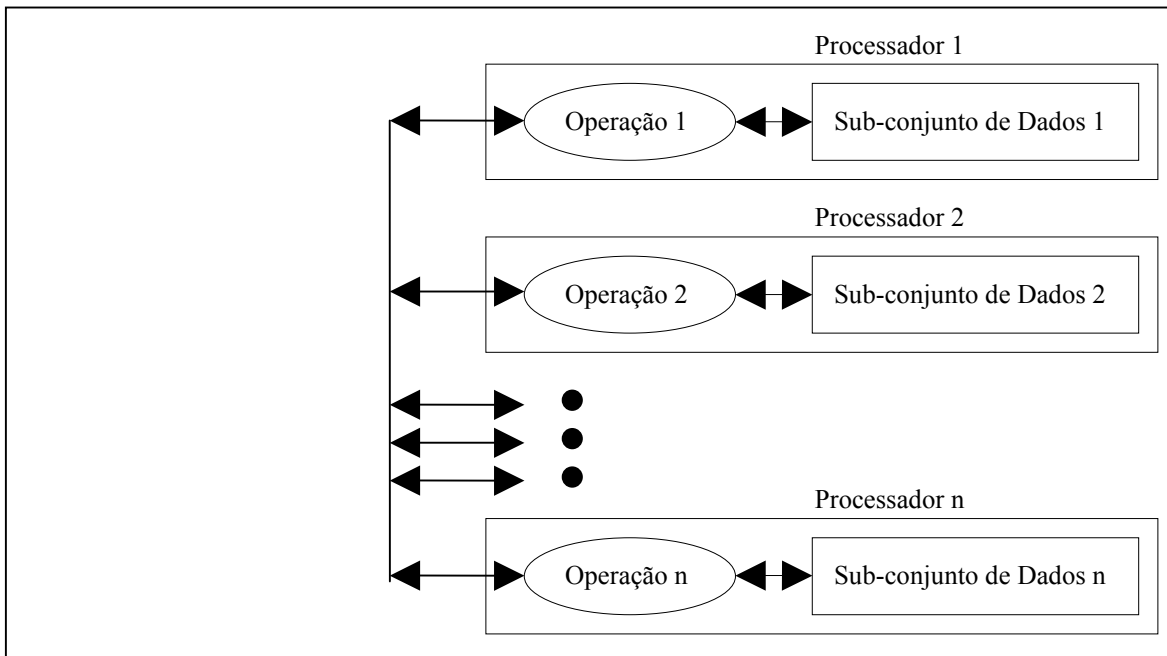 Processador 1
Operação 1
Sub-conjunto de Dados 1
Processador 2
Operação 2
Sub-conjunto de Dados 2
Processador n
Operação n
Sub-conjunto de Dados n